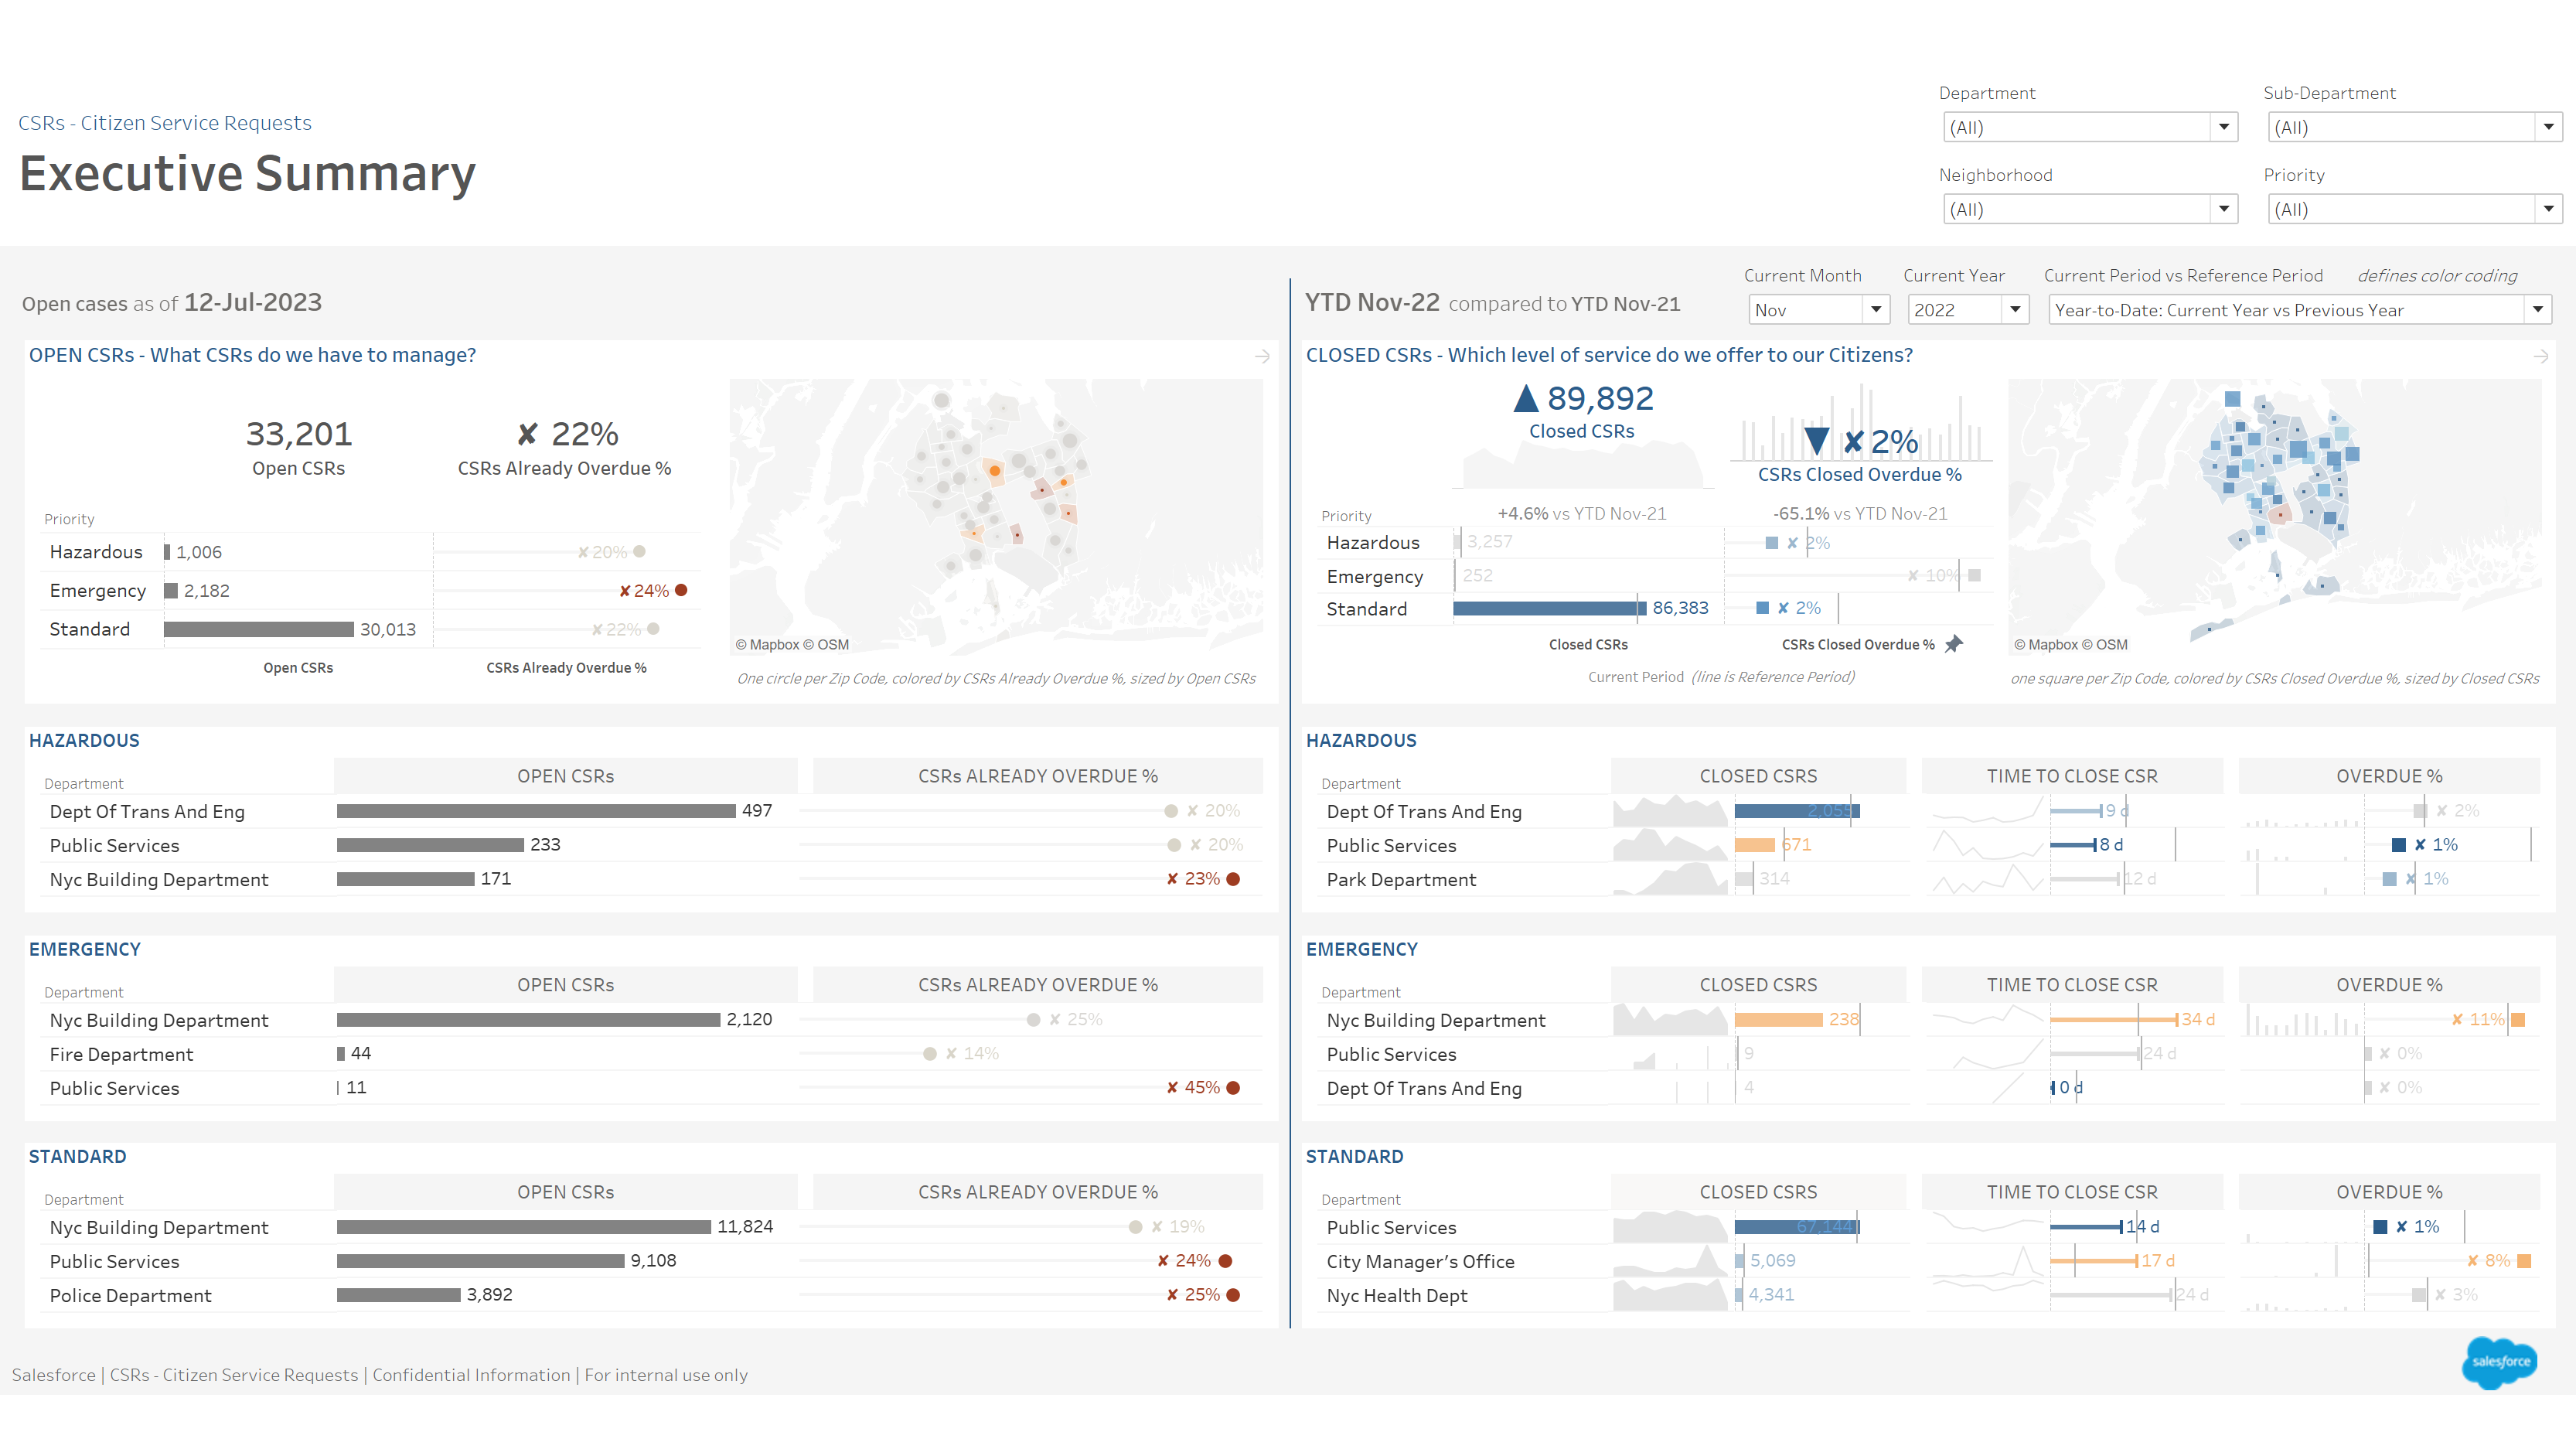 CSRs - Citizen Service Requests
Executive Summary
Department
Sub-Department
(All)
(All)
Neighborhood
Priority
(All)
(All)
Open cases as of 12-Jul-2023
YTD Nov-22 compared to YTD Nov-21
Current Month
Current Year
Current Period vs Reference Period
defines color coding
Nov
2022
Year-to-Date: Current Year vs Previous Year
OPEN CSRs - What CSRs do we have to manage?
33,201
Open CSRs
✘ 22%
CSRs Already Overdue %
Priority
Hazardous 1,006 ✘ 20%
Emergency 2,182 ✘ 24%
Standard 30,013 ✘ 22%
Open CSRs
CSRs Already Overdue %
© Mapbox © OSM
One circle per Zip Code, colored by CSRs Already Overdue %, sized by Open CSRs
CLOSED CSRs - Which level of service do we offer to our Citizens?
▲ 89,892
Closed CSRs
▼ ✘ 2%
CSRs Closed Overdue %
Priority
+4.6% vs YTD Nov-21
-65.1% vs YTD Nov-21
Hazardous 3,257 ✘ 2%
Emergency 252 ✘ 10%
Standard 86,383 ✘ 2%
Closed CSRs
CSRs Closed Overdue %
Current Period (line is Reference Period)
© Mapbox © OSM
one square per Zip Code, colored by CSRs Closed Overdue %, sized by Closed CSRs
HAZARDOUS
Department
OPEN CSRs
CSRs ALREADY OVERDUE %
Dept Of Trans And Eng 497 ✘ 20%
Public Services 233 ✘ 20%
Nyc Building Department 171 ✘ 23%
HAZARDOUS
Department
CLOSED CSRS
TIME TO CLOSE CSR
OVERDUE %
Dept Of Trans And Eng 9 d ✘ 2%
Public Services 671 8 d ✘ 1%
Park Department 314 12 d ✘ 1%
EMERGENCY
Department
OPEN CSRs
CSRs ALREADY OVERDUE %
Nyc Building Department 2,120 ✘ 25%
Fire Department 44 ✘ 14%
Public Services 11 ✘ 45%
EMERGENCY
Department
CLOSED CSRS
TIME TO CLOSE CSR
OVERDUE %
Nyc Building Department 238 34 d ✘ 11%
Public Services 9 24 d ✘ 0%
Dept Of Trans And Eng 4 0 d ✘ 0%
STANDARD
Department
OPEN CSRs
CSRs ALREADY OVERDUE %
Nyc Building Department 11,824 ✘ 19%
Public Services 9,108 ✘ 24%
Police Department 3,892 ✘ 25%
STANDARD
Department
CLOSED CSRS
TIME TO CLOSE CSR
OVERDUE %
Public Services 67,144 14 d ✘ 1%
City Manager's Office 5,069 17 d ✘ 8%
Nyc Health Dept 4,341 24 d ✘ 3%
Salesforce | CSRs - Citizen Service Requests | Confidential Information | For internal use only
salesforce